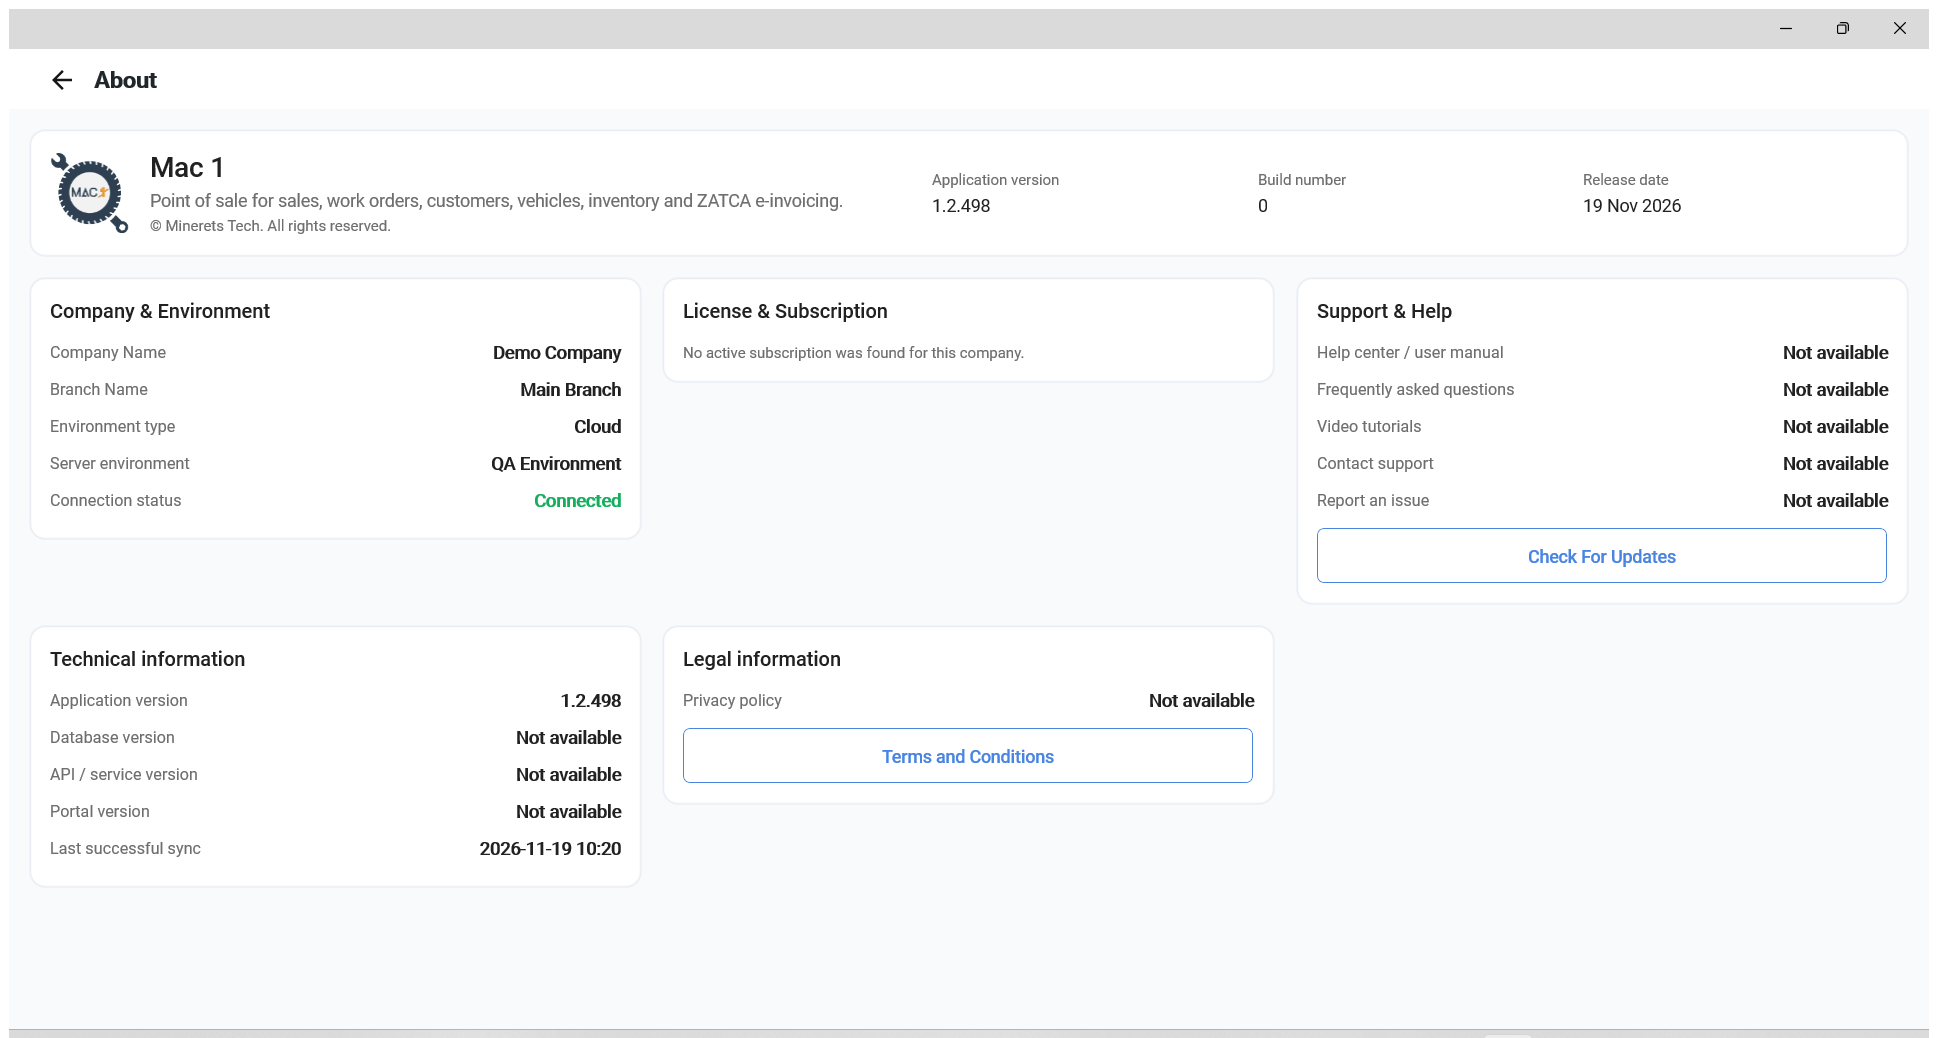 About
MAC
Mac 1
Point of sale for sales, work orders, customers, vehicles, inventory and ZATCA e-invoicing.
© Minerets Tech. All rights reserved.
Application version
1.2.498
Build number
0
Release date
19 Nov 2026
Company & Environment
Company Name Demo Company
Branch Name Main Branch
Environment type Cloud
Server environment QA Environment
Connection status Connected
License & Subscription
No active subscription was found for this company.
Support & Help
Help center / user manual Not available
Frequently asked questions Not available
Video tutorials Not available
Contact support Not available
Report an issue Not available
Check For Updates
Technical information
Application version 1.2.498
Database version Not available
API / service version Not available
Portal version Not available
Last successful sync 2026-11-19 10:20
Legal information
Privacy policy Not available
Terms and Conditions